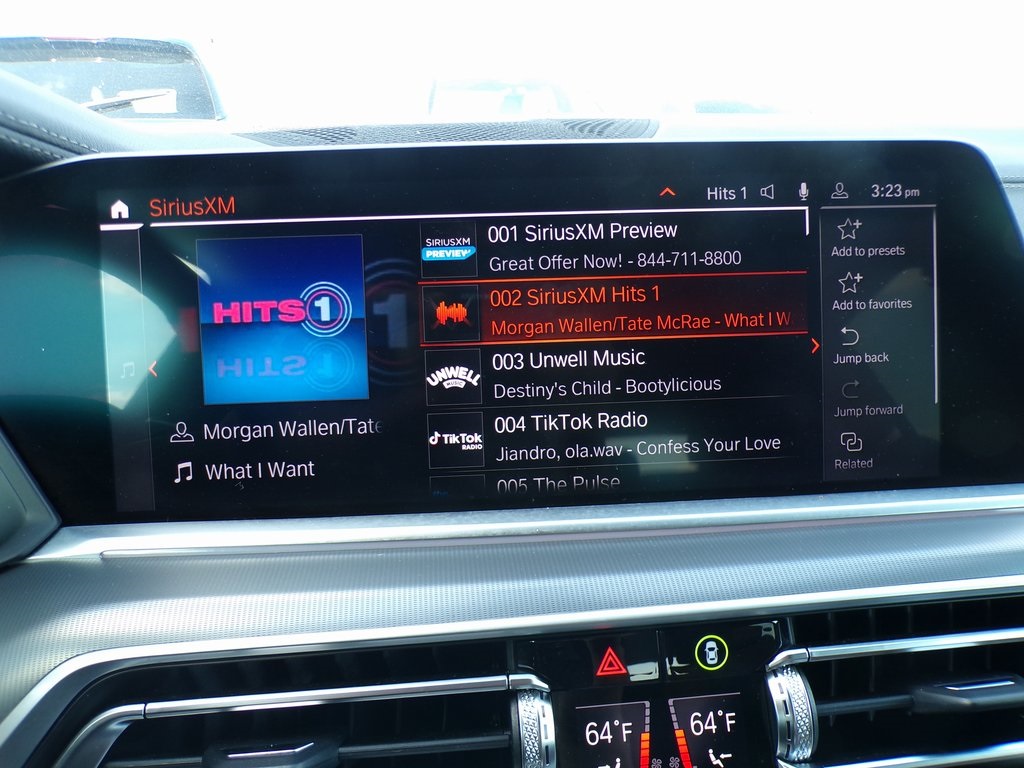 SiriusXM
Hits 1
3:23 pm
HITS 1
Morgan Wallen/Tate
What I Want
SIRIUSXM
PREVIEW
001 SiriusXM Preview
Great Offer Now! - 844-711-8800
002 SiriusXM Hits 1
Morgan Wallen/Tate McRae - What I W
UNWELL
MUSIC
003 Unwell Music
Destiny's Child - Bootylicious
TikTok
RADIO
004 TikTok Radio
Jiandro, ola.wav - Confess Your Love
005 The Pulse
Add to presets
Add to favorites
Jump back
Jump forward
Related
64°F
64°F